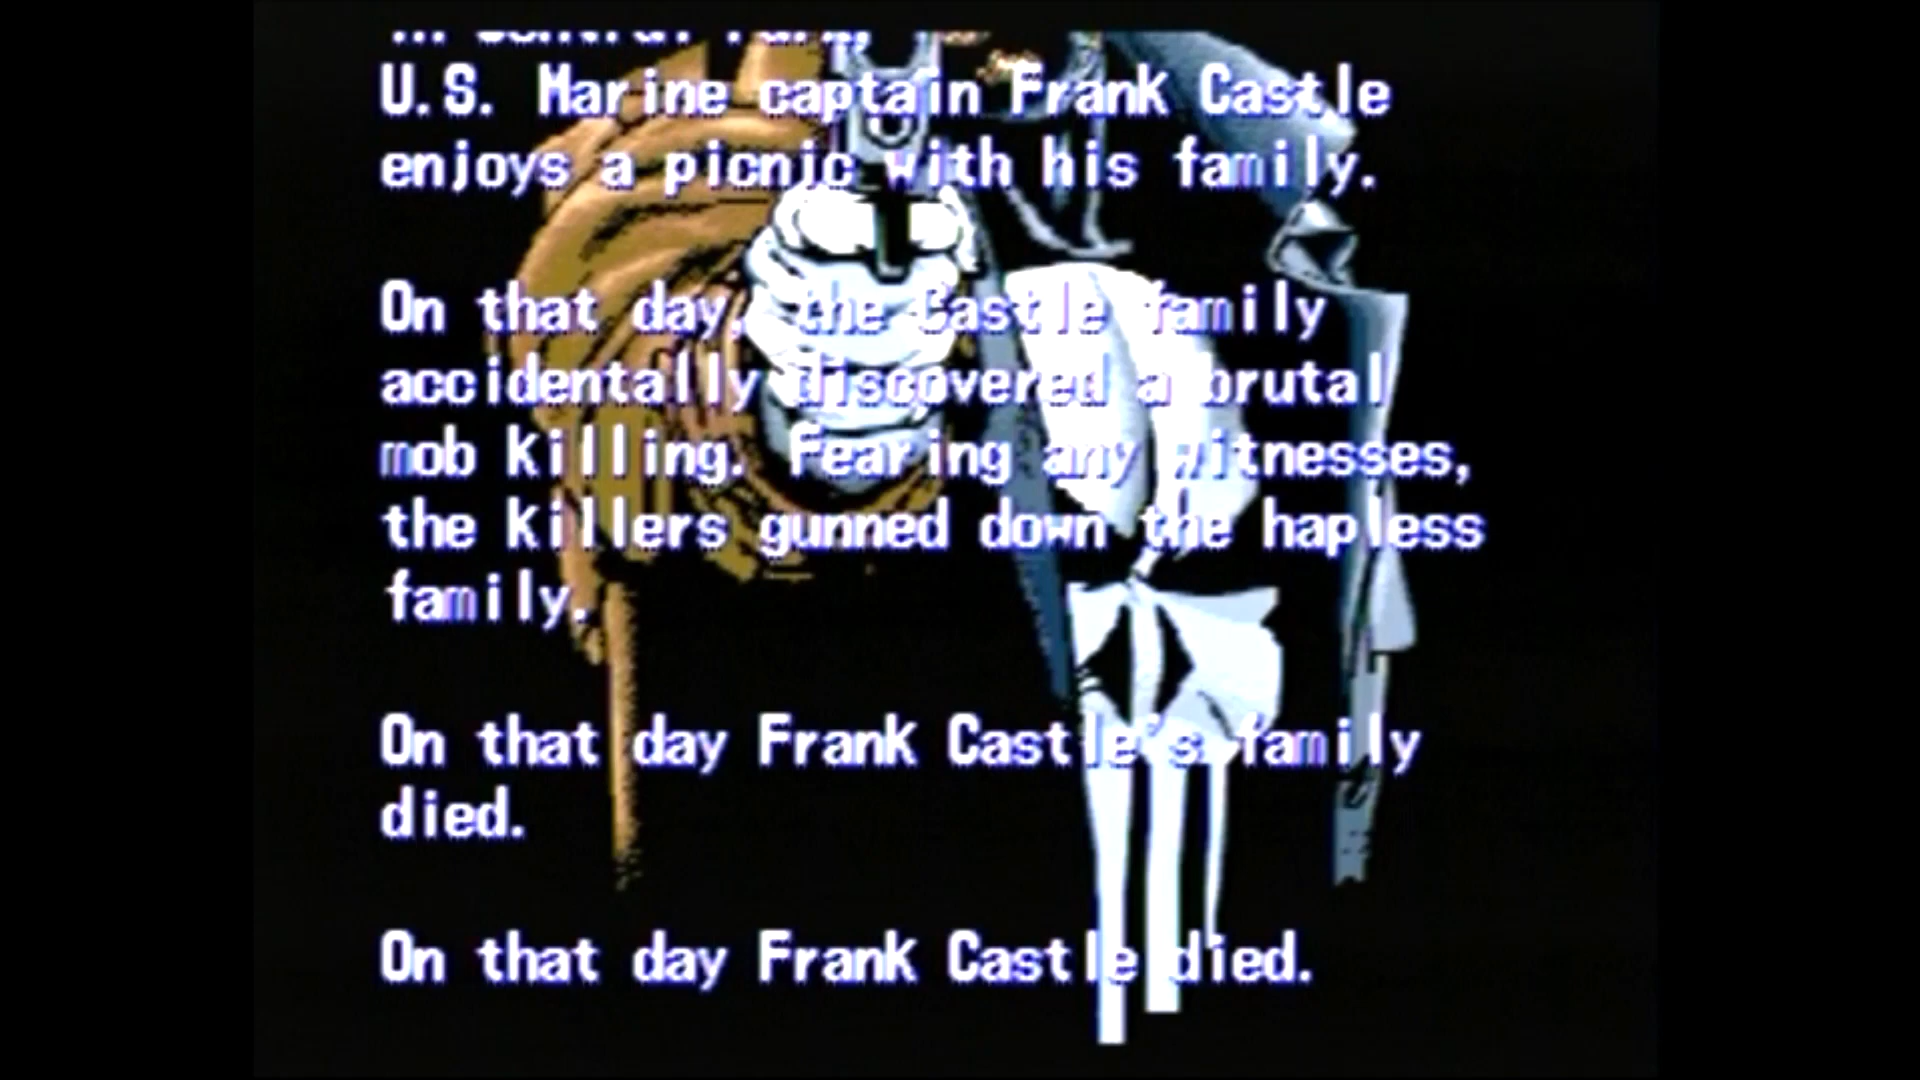 U.S. Marine captain Frank Castle
enjoys a picnic with his family.
On that day, the Castle family
accidentally discovered a brutal
mob killing. Fearing any witnesses,
the killers gunned down the hapless
family.
On that day Frank Castle's family
died.
On that day Frank Castle died.